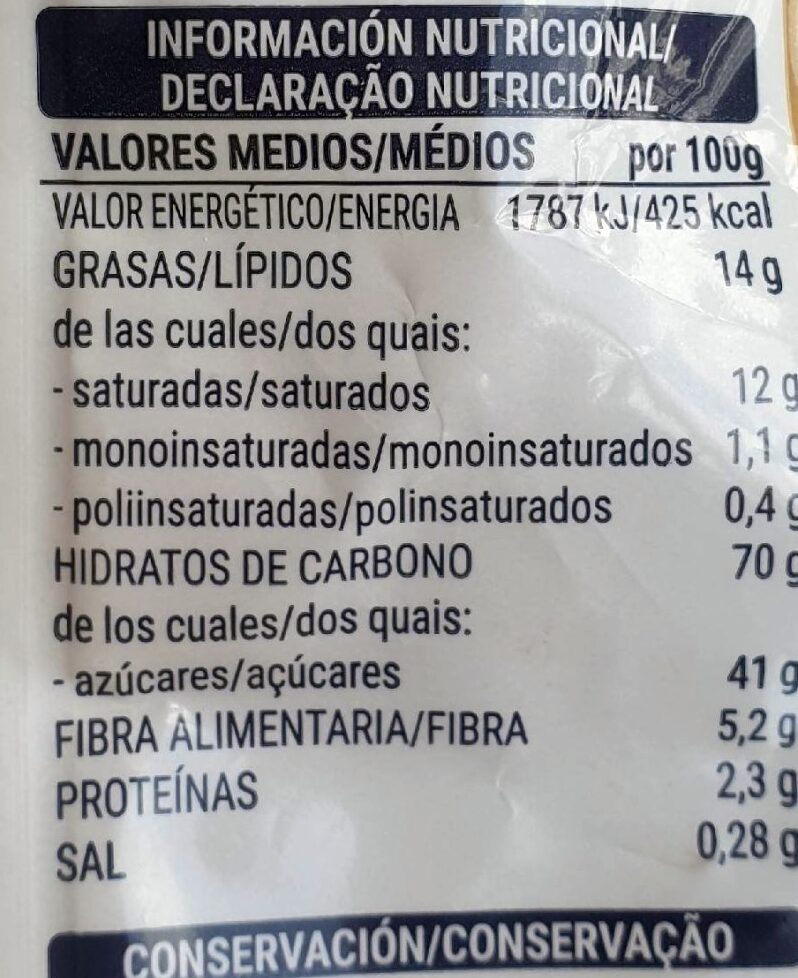 INFORMACIÓN NUTRICIONAL/
DECLARAÇÃO NUTRICIONAL
VALORES MEDIOS/MÉDIOS por 100g
VALOR ENERGÉTICO/ENERGIA 1787 kJ/425 kcal
GRASAS/LÍPIDOS 14 g
de las cuales/dos quais:
- saturadas/saturados 12 g
- monoinsaturadas/monoinsaturados 1,1 g
- poliinsaturadas/polinsaturados 0,4 g
HIDRATOS DE CARBONO 70 g
de los cuales/dos quais:
- azúcares/açúcares 41 g
FIBRA ALIMENTARIA/FIBRA 5,2 g
PROTEÍNAS 2,3 g
SAL 0,28 g
CONSERVACIÓN/CONSERVAÇÃO